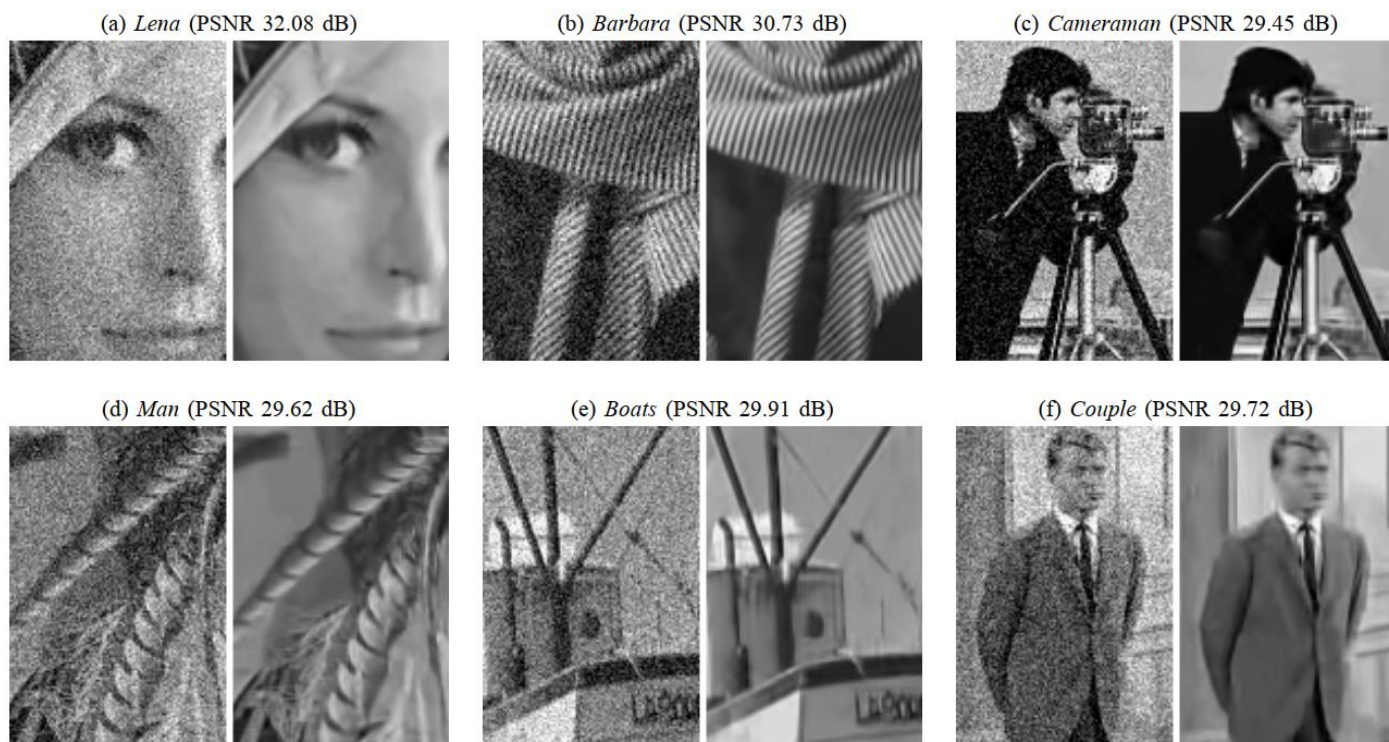 (a) Lena (PSNR 32.08 dB)
(b) Barbara (PSNR 30.73 dB)
(c) Cameraman (PSNR 29.45 dB)
(d) Man (PSNR 29.62 dB)
(e) Boats (PSNR 29.91 dB)
(f) Couple (PSNR 29.72 dB)